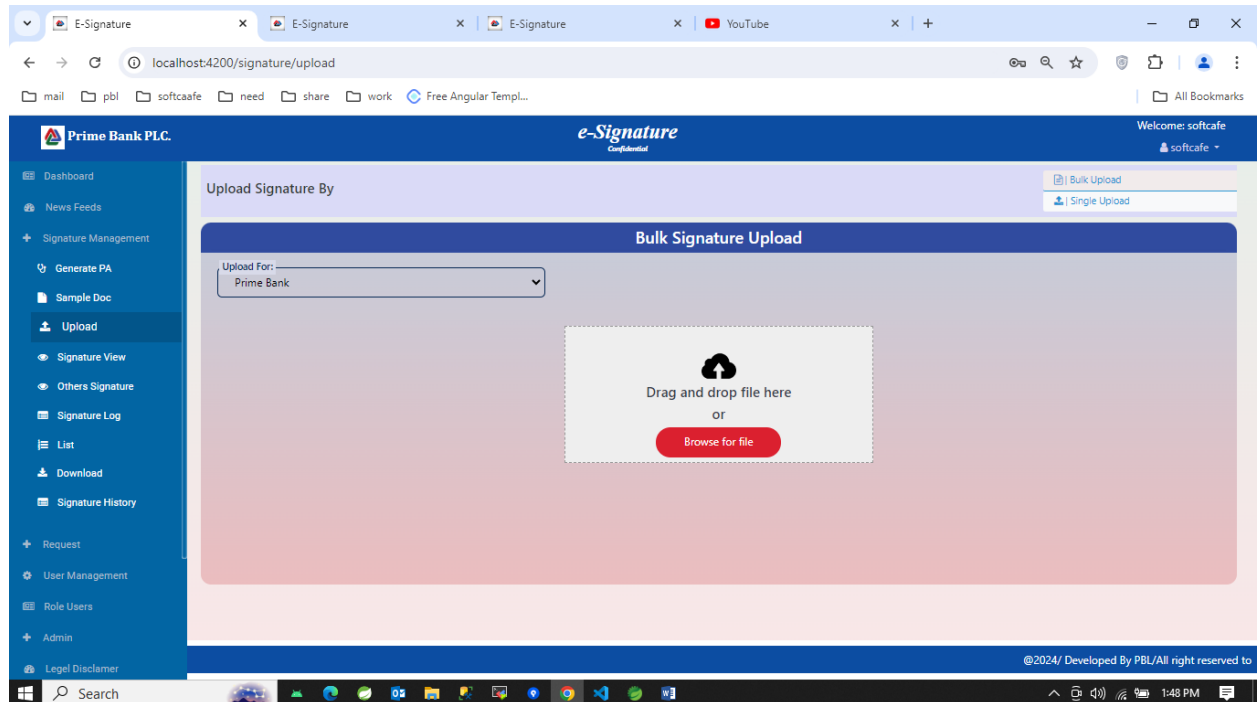 E-Signature
E-Signature
E-Signature
YouTube
localhost:4200/signature/upload
mail pbl softcaafe need share work Free Angular Templ...
All Bookmarks
Prime Bank PLC.
e-Signature
Confidential
Welcome: softcafe
softcafe
Dashboard
News Feeds
Signature Management
Generate PA
Sample Doc
Upload
Signature View
Others Signature
Signature Log
List
Download
Signature History
Request
User Management
Role Users
Admin
Legel Disclamer
Upload Signature By
| Bulk Upload
| Single Upload
Bulk Signature Upload
Upload For:
Prime Bank
Drag and drop file here
or
Browse for file
@2024/ Developed By PBL/All right reserved to
Search
1:48 PM